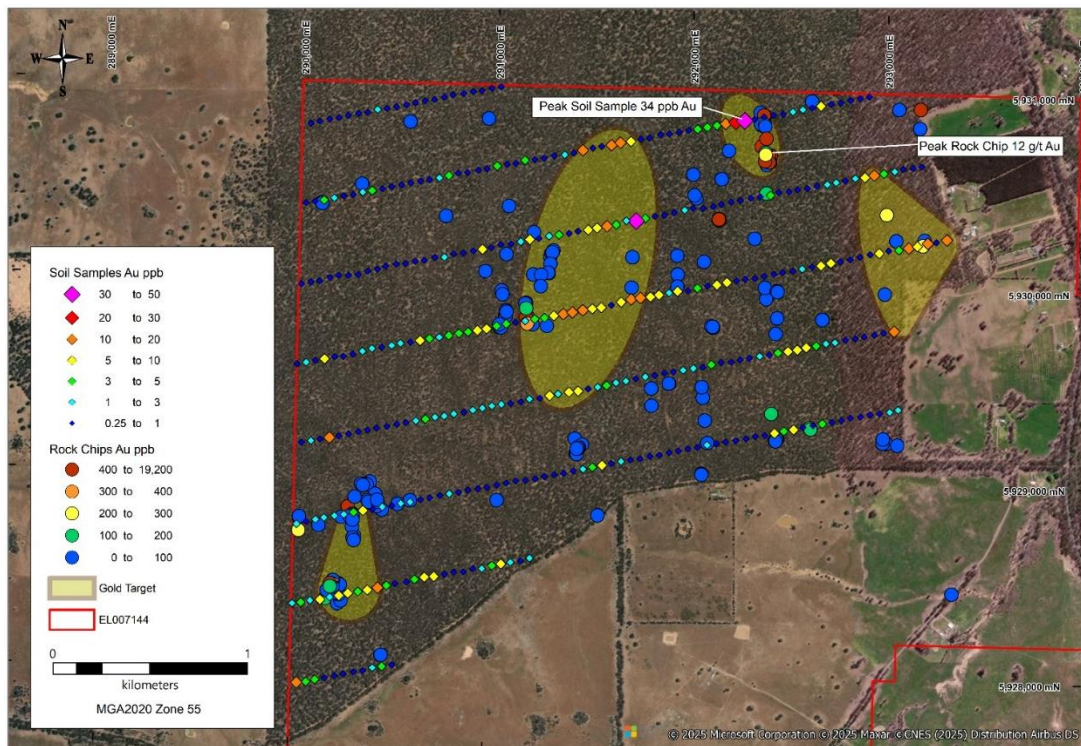 N
W E
S
289,000 mE
290,000 mE
291,000 mE
292,000 mE
293,000 mE
5,931,000 mN
Peak Soil Sample 34 ppb Au
Peak Rock Chip 12 g/t Au
5,930,000 mN
Soil Samples Au ppb
30 to 50
20 to 30
10 to 20
5 to 10
3 to 5
1 to 3
0.25 to 1
Rock Chips Au ppb
400 to 19,200
300 to 400
200 to 300
100 to 200
0 to 100
Gold Target
EL007144
0 1
kilometers
MGA2020 Zone 55
5,929,000 mN
5,928,000 mN
© 2025 Microsoft Corporation © 2025 Maxar © CNES (2025) Distribution Airbus DS